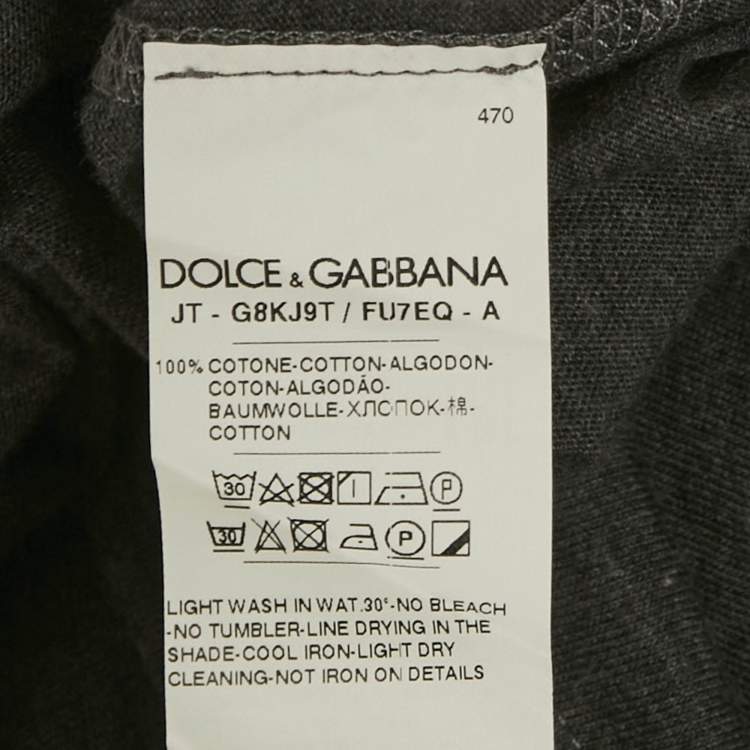 470
DOLCE & GABBANA
JT - G8KJ9T / FU7EQ - A
100% COTONE-COTTON-ALGODON-
COTON-ALGODÃO-
BAUMWOLLE-ХЛОПОК-棉-
COTTON
30 P
30 P
LIGHT WASH IN WAT.30°-NO BLEACH
-NO TUMBLER-LINE DRYING IN THE
SHADE-COOL IRON-LIGHT DRY
CLEANING-NOT IRON ON DETAILS